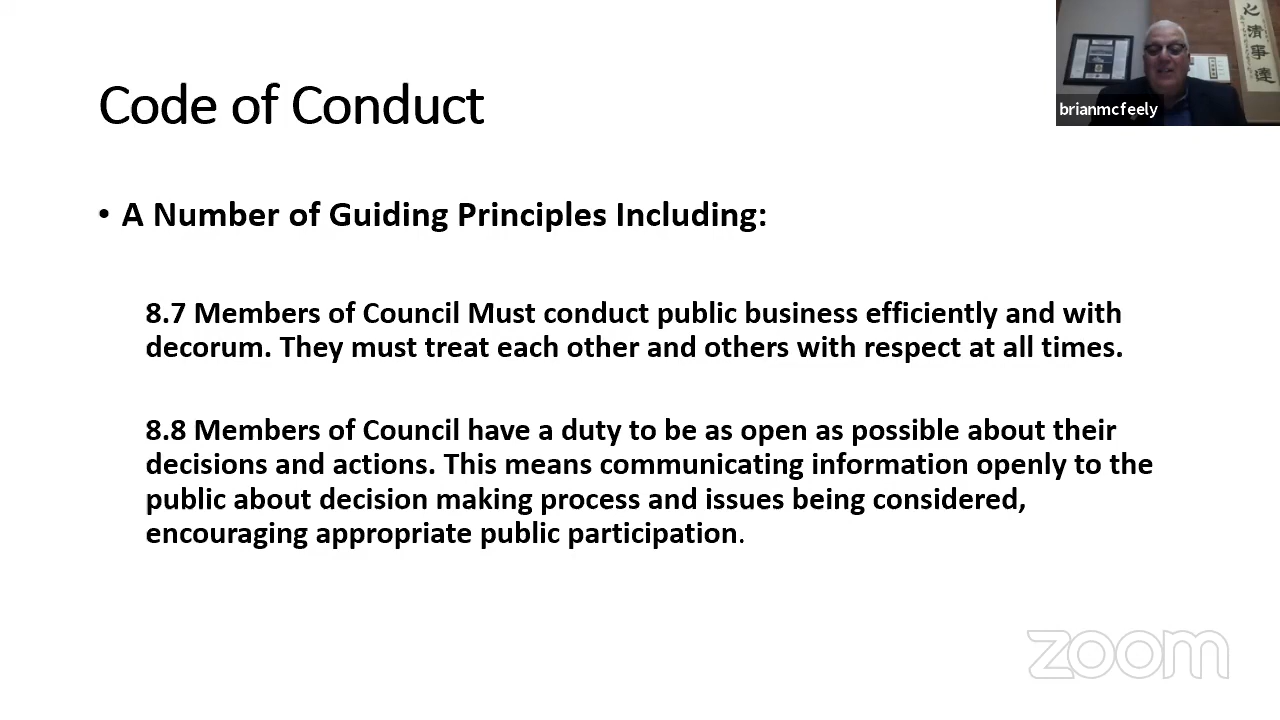 Code of Conduct
brianmcfeely
• A Number of Guiding Principles Including:
8.7 Members of Council Must conduct public business efficiently and with
decorum. They must treat each other and others with respect at all times.
8.8 Members of Council have a duty to be as open as possible about their
decisions and actions. This means communicating information openly to the
public about decision making process and issues being considered,
encouraging appropriate public participation.
zoom